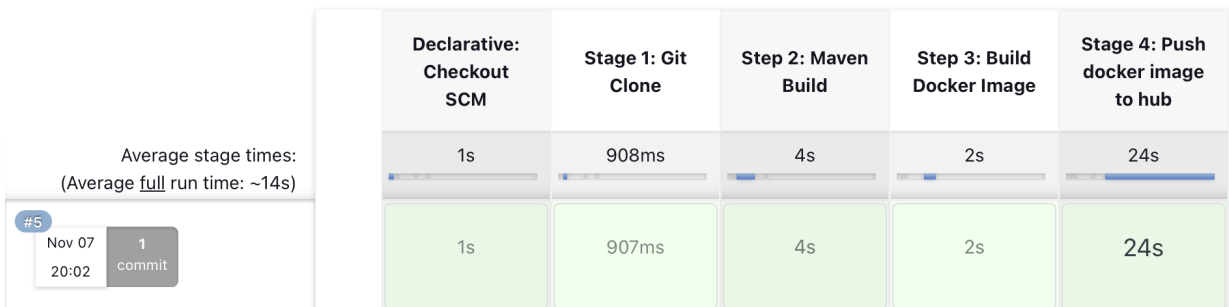 Declarative:
Checkout
SCM
Stage 1: Git
Clone
Step 2: Maven
Build
Step 3: Build
Docker Image
Stage 4: Push
docker image
to hub
Average stage times:
(Average full run time: ~14s)
1s
908ms
4s
2s
24s
#5
Nov 07
20:02
1
commit
1s
907ms
4s
2s
24s